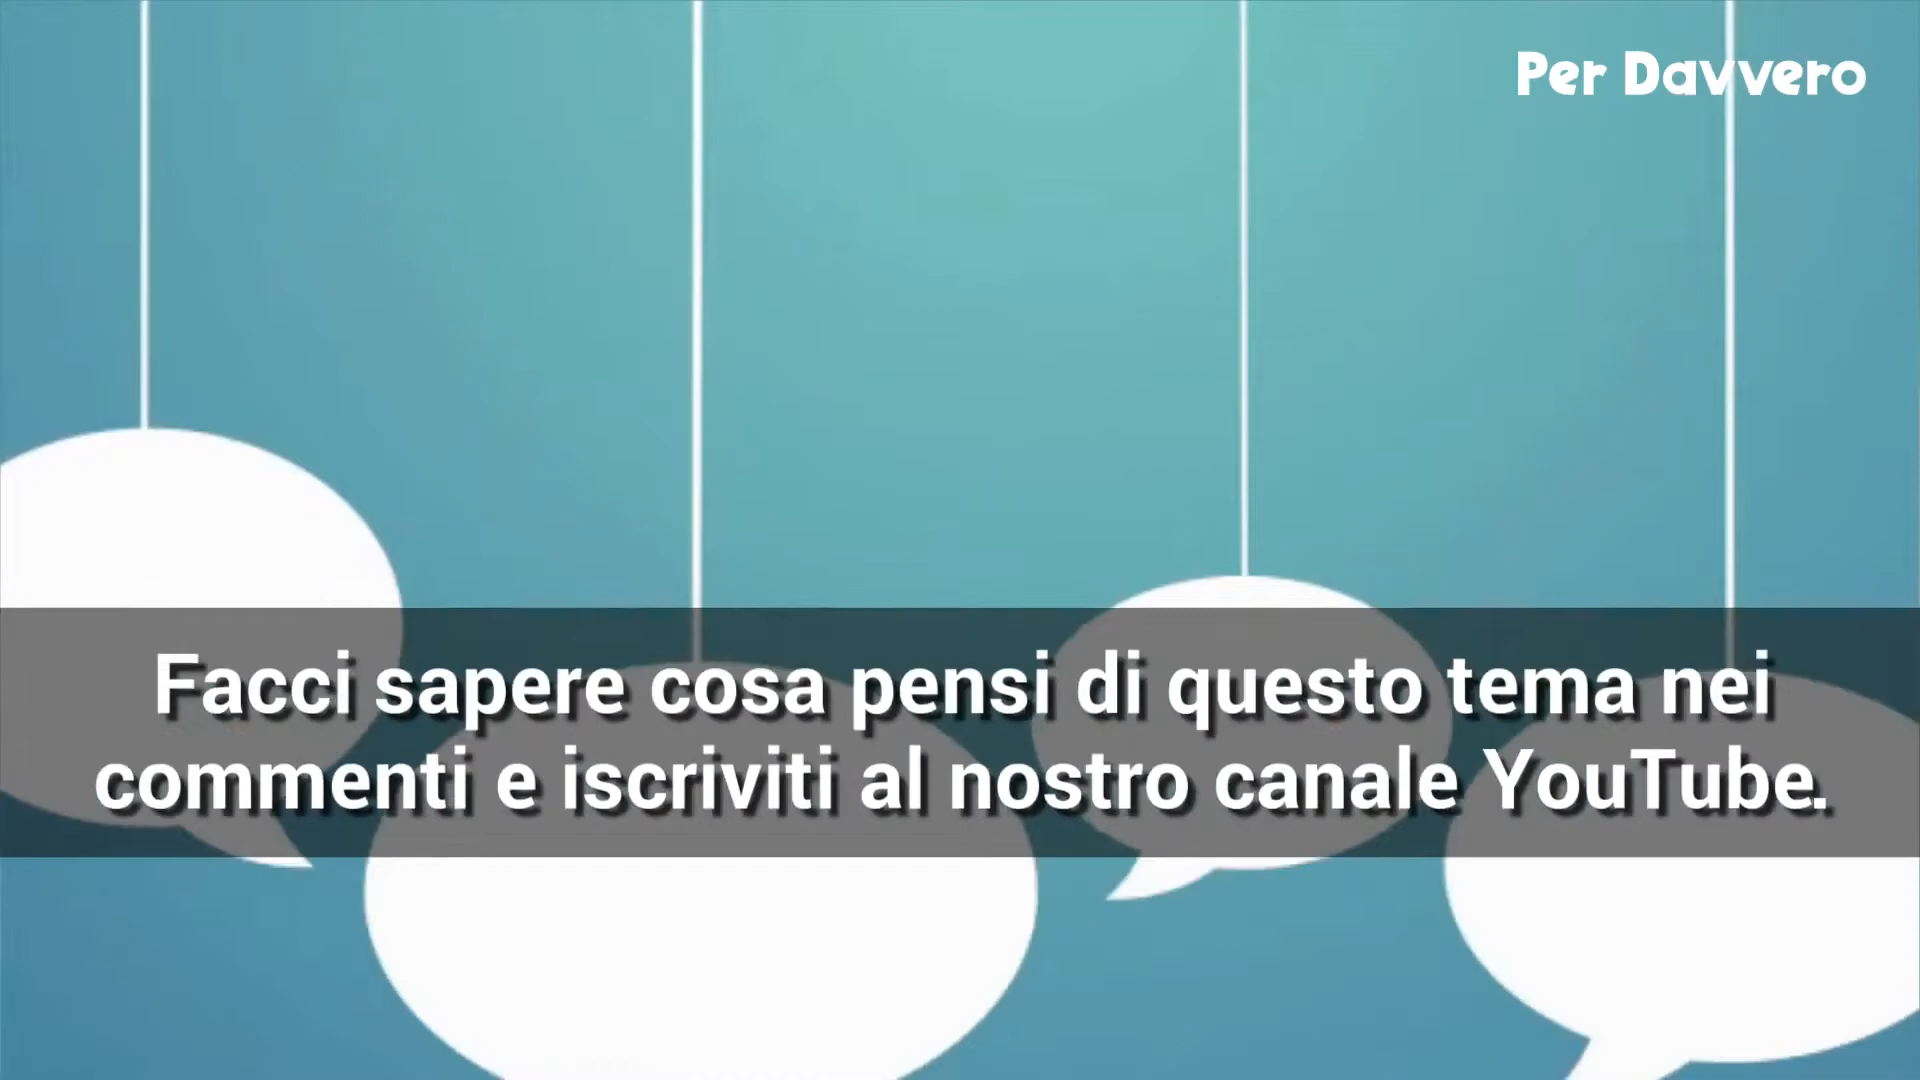 Per Davvero
Facci sapere cosa pensi di questo tema nei
commenti e iscriviti al nostro canale YouTube.